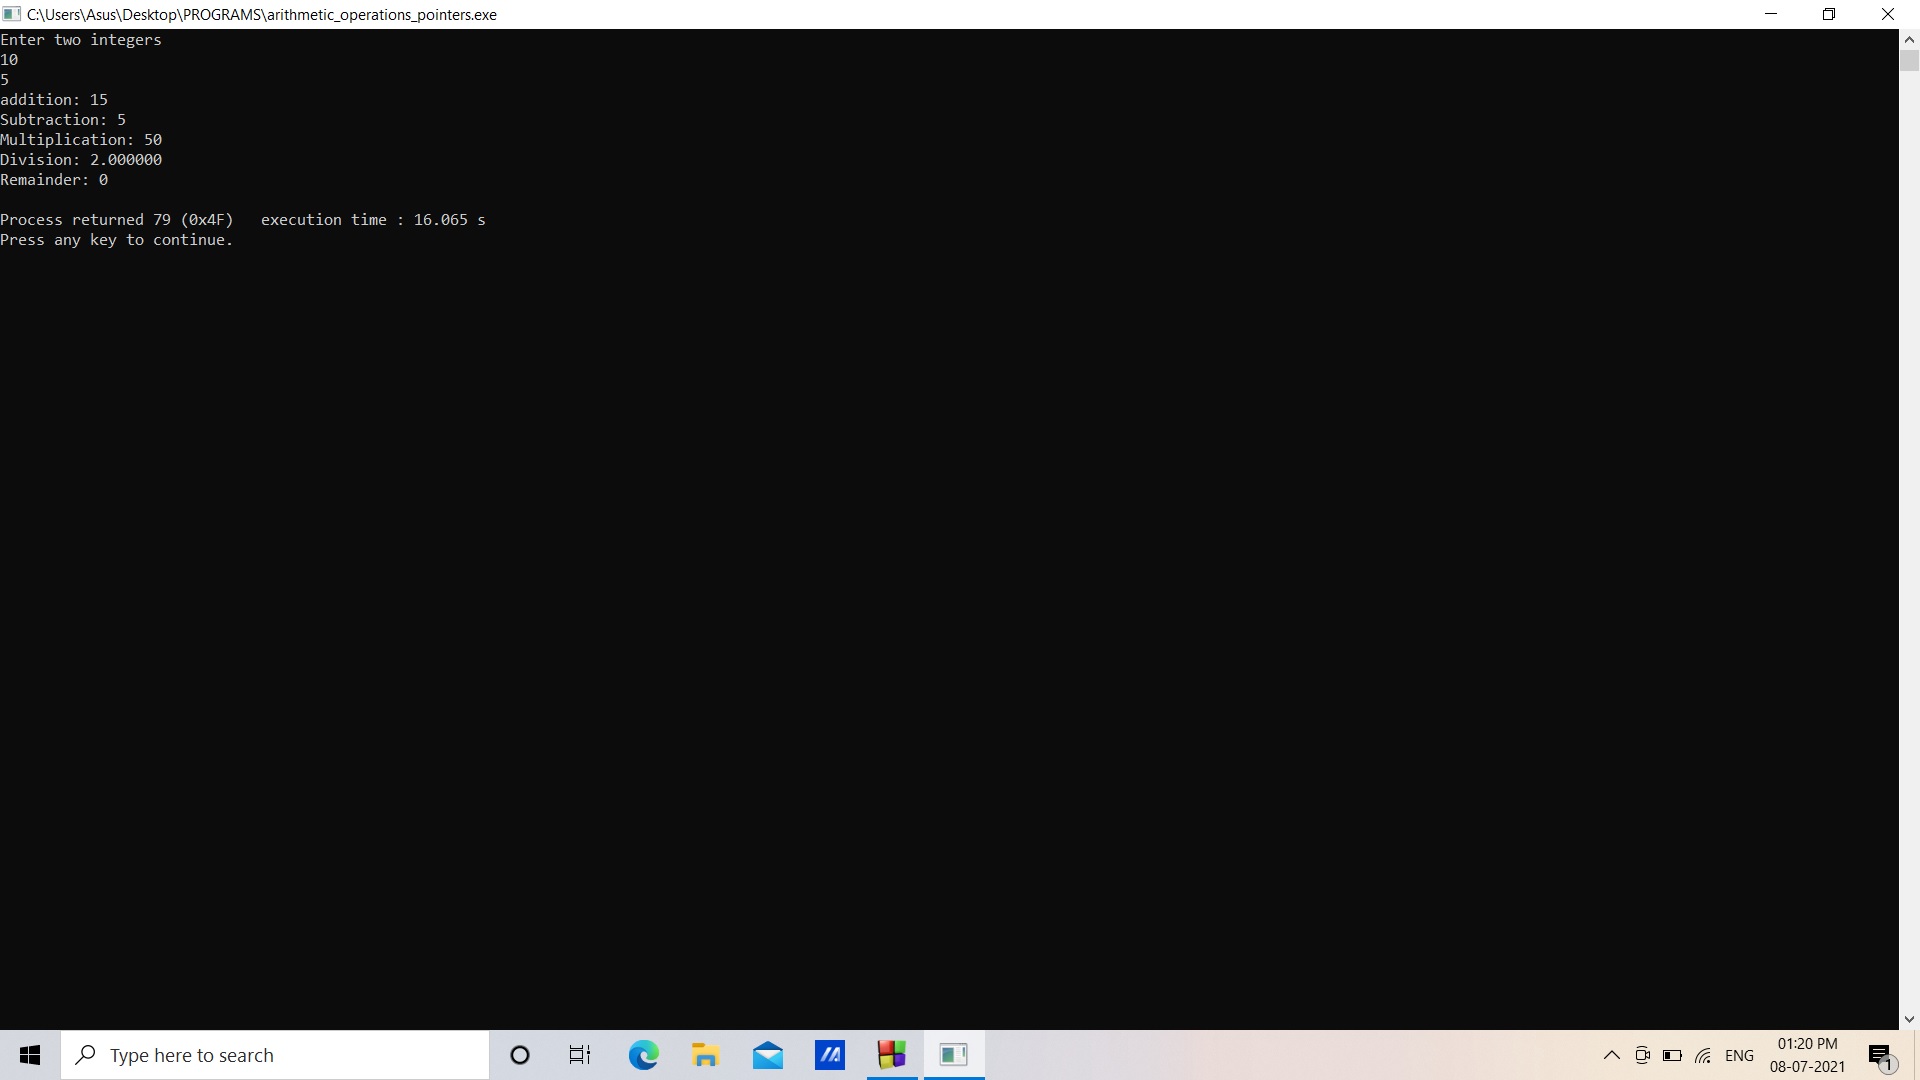 C:\Users\Asus\Desktop\PROGRAMS\arithmetic_operations_pointers.exe
Enter two integers
10
5
addition: 15
Subtraction: 5
Multiplication: 50
Division: 2.000000
Remainder: 0
Process returned 79 (0x4F)   execution time : 16.065 s
Press any key to continue.
Type here to search
ENG
01:20 PM
08-07-2021
1